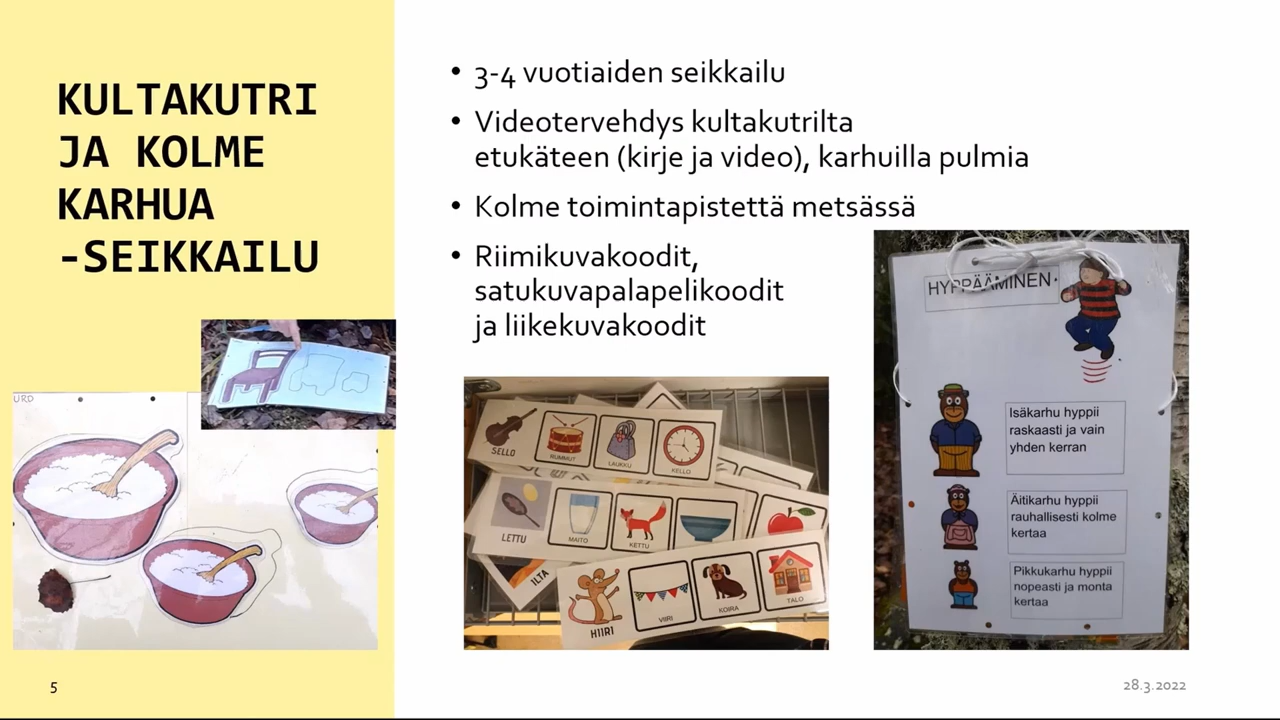 KULTAKUTRI
JA KOLME
KARHUA
-SEIKKAILU
3-4 vuotiaiden seikkailu
Videotervehdys kultakutrilta
etukäteen (kirje ja video), karhuilla pulmia
Kolme toimintapistettä metsässä
Riimikuvakoodit,
satukuvapalapelikoodit
ja liikekuvakoodit
URD
SELLO
RUMMUT
LAUKKU
KELLO
LETTU
MAITO
KETTU
ILTA
HIIRI
VIIRI
KOIRA
TALO
HYPPÄÄMINEN
Isäkarhu hyppii
raskaasti ja vain
yhden kerran
Äitikarhu hyppii
rauhallisesti kolme
kertaa
Pikkukarhu hyppii
nopeasti ja monta
kertaa
5
28.3.2022